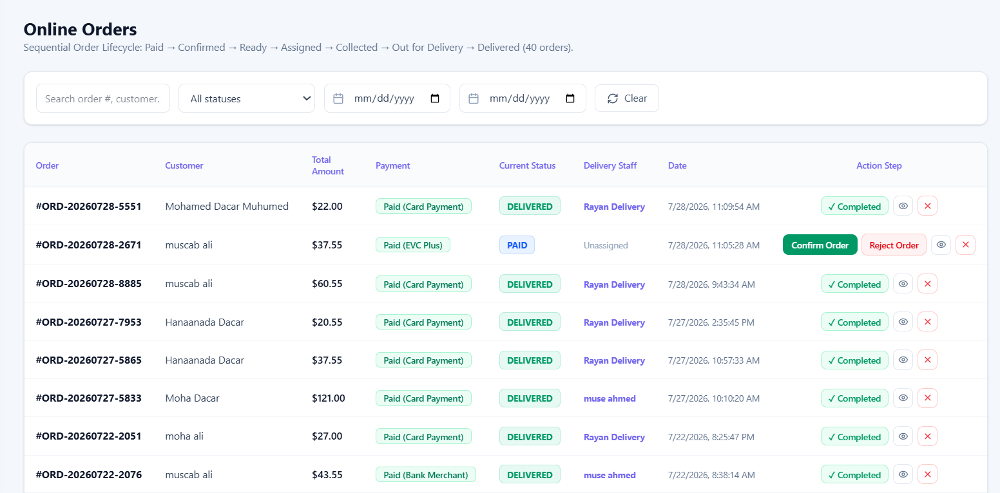 Online Orders
Sequential Order Lifecycle: Paid → Confirmed → Ready → Assigned → Collected → Out for Delivery → Delivered (40 orders).
Search order #, customer. All statuses mm/dd/yyyy mm/dd/yyyy Clear
Order Customer Total Amount Payment Current Status Delivery Staff Date Action Step
#ORD-20260728-5551 Mohamed Dacar Muhumed $22.00 Paid (Card Payment) DELIVERED Rayan Delivery 7/28/2026, 11:09:54 AM ✓ Completed
#ORD-20260728-2671 muscab ali $37.55 Paid (EVC Plus) PAID Unassigned 7/28/2026, 11:05:28 AM Confirm Order Reject Order
#ORD-20260728-8885 muscab ali $60.55 Paid (Card Payment) DELIVERED Rayan Delivery 7/28/2026, 9:43:34 AM ✓ Completed
#ORD-20260727-7953 Hanaanada Dacar $20.55 Paid (Card Payment) DELIVERED Rayan Delivery 7/27/2026, 2:35:45 PM ✓ Completed
#ORD-20260727-5865 Hanaanada Dacar $37.55 Paid (Card Payment) DELIVERED Rayan Delivery 7/27/2026, 10:57:33 AM ✓ Completed
#ORD-20260727-5833 Moha Dacar $121.00 Paid (Card Payment) DELIVERED muse ahmed 7/27/2026, 10:10:20 AM ✓ Completed
#ORD-20260722-2051 moha ali $27.00 Paid (Card Payment) DELIVERED Rayan Delivery 7/22/2026, 8:25:47 PM ✓ Completed
#ORD-20260722-2076 muscab ali $43.55 Paid (Bank Merchant) DELIVERED muse ahmed 7/22/2026, 8:38:14 AM ✓ Completed